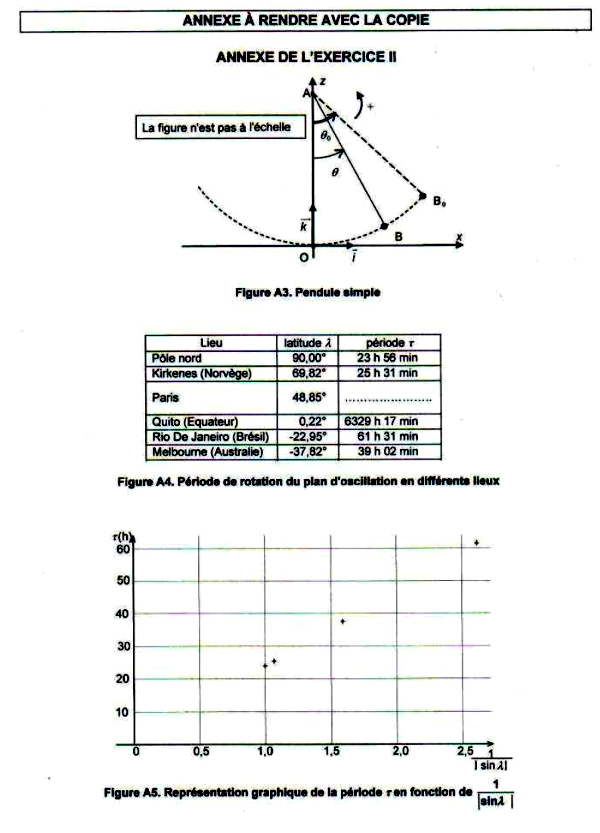 ANNEXE À RENDRE AVEC LA COPIE
ANNEXE DE L'EXERCICE II
z
A
+
La figure n'est pas à l'échelle
θ₀
θ
B₀
k
B
x
O
i
Figure A3. Pendule simple
Lieu latitude λ période τ
Pôle nord 90,00° 23 h 56 min
Kirkenes (Norvège) 69,82° 25 h 31 min
Paris 48,85° ........................
Quito (Equateur) 0,22° 6329 h 17 min
Rio De Janeiro (Brésil) -22,95° 61 h 31 min
Melbourne (Australie) -37,82° 39 h 02 min
Figure A4. Période de rotation du plan d'oscillation en différents lieux
τ(h)
60
50
40
30
20
10
0 0,5 1,0 1,5 2,0 2,5
1
| sin λ|
Figure A5. Représentation graphique de la période τ en fonction de 1
|sinλ |